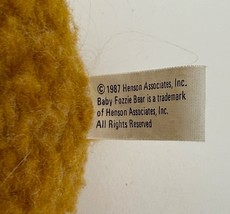 © 1987 Henson Associates, Inc.
Baby Fozzie Bear is a trademark
of Henson Associates, Inc.
All Rights Reserved